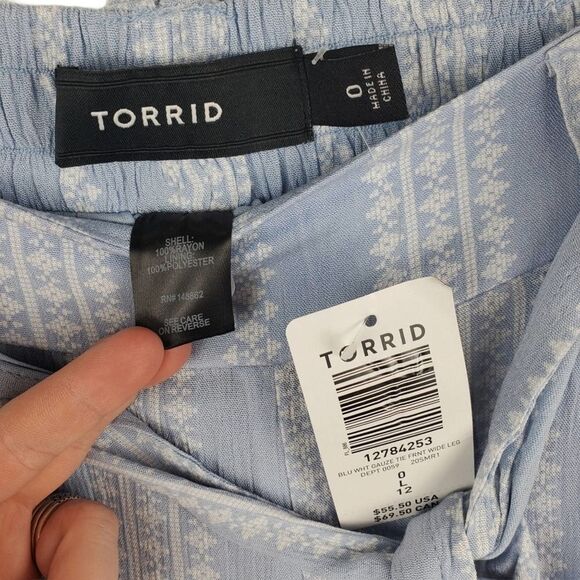 TORRID
0
MADE IN
CHINA
SHELL:
100%RAYON
LINING:
100%POLYESTER
RN# 148662
SEE CARE
ON REVERSE
TORRID
12784253
BLU WHT GAUZE TIE FRNT WIDE LEG
DEPT 0059 20SMR1
0
L
12
$55.50 USA
$69.50 CAN